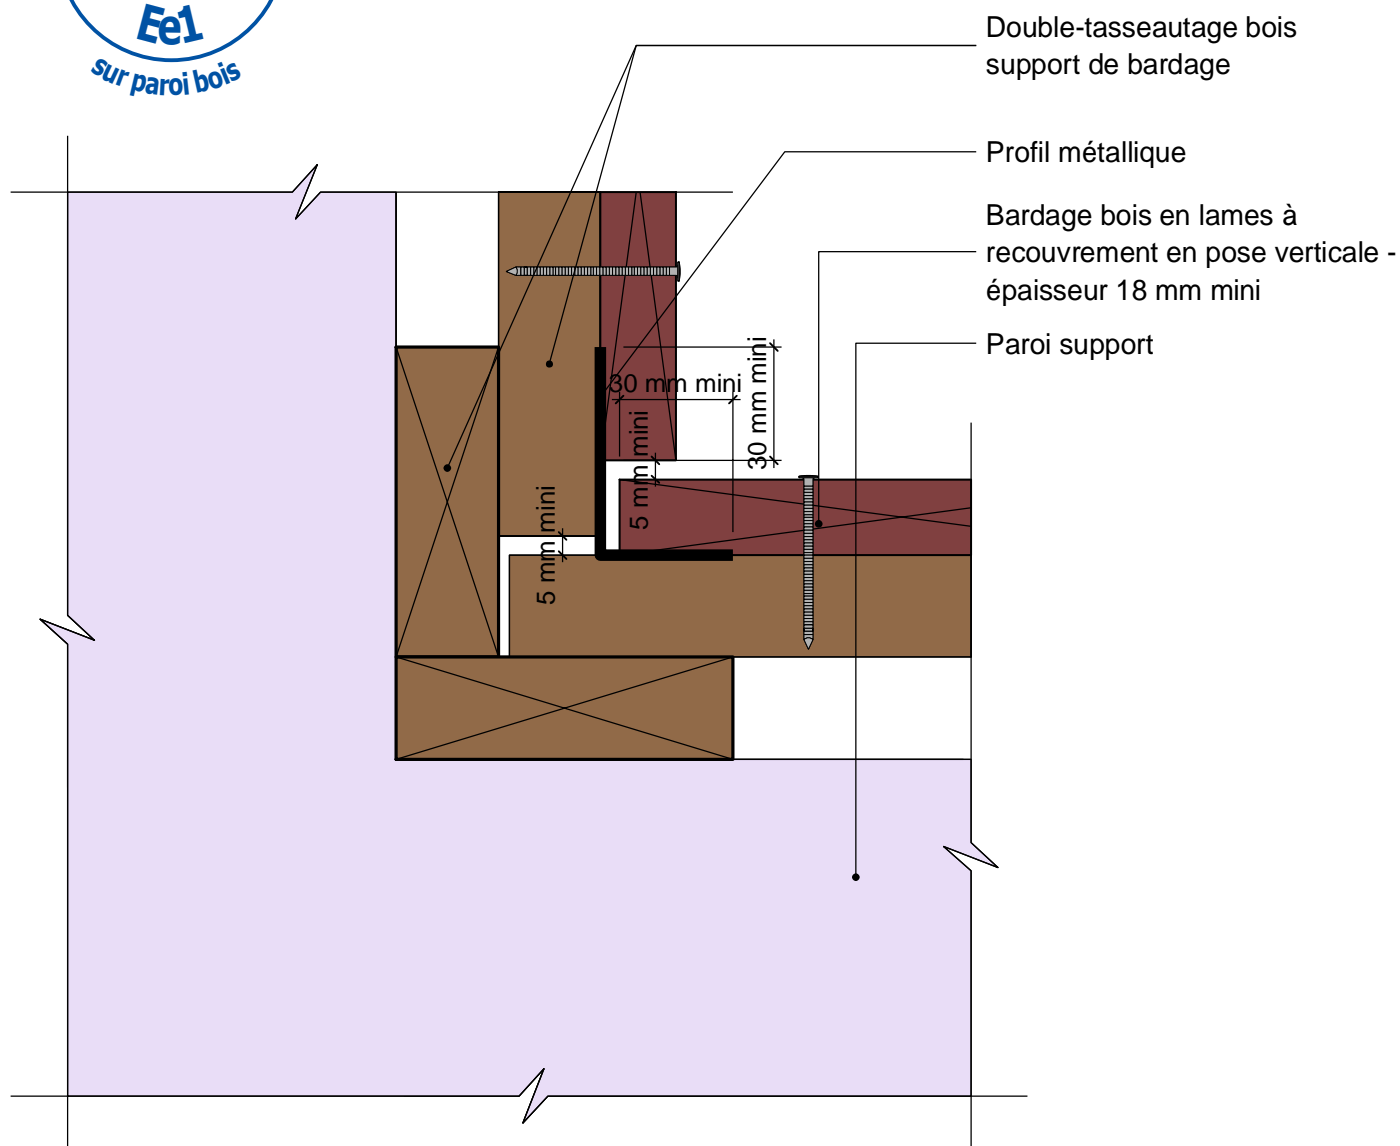 Ee1
sur paroi bois
Double-tasseautage bois
support de bardage
Profil métallique
Bardage bois en lames à
recouvrement en pose verticale -
épaisseur 18 mm mini
Paroi support
30 mm mini
30 mm mini
5 mm mini
5 mm mini